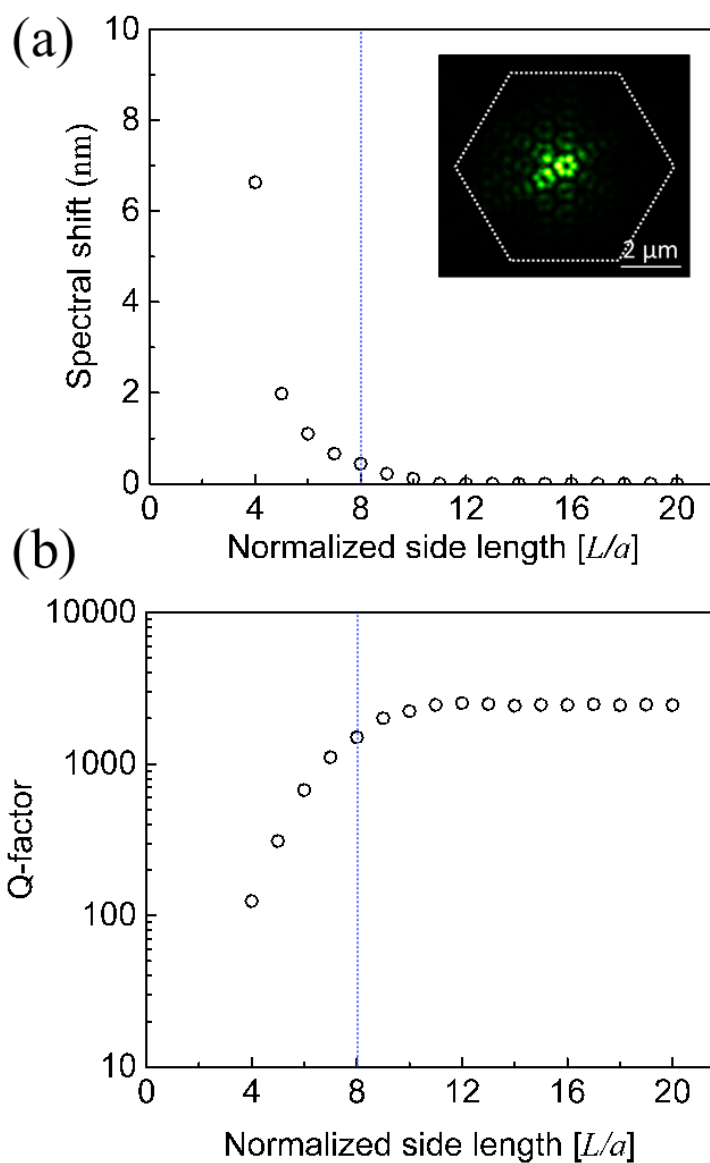 (a)
10
8
6
4
2
0
Spectral shift (nm)
2 μm
0 4 8 12 16 20
Normalized side length [L/a]
(b)
10000
1000
100
10
Q-factor
0 4 8 12 16 20
Normalized side length [L/a]